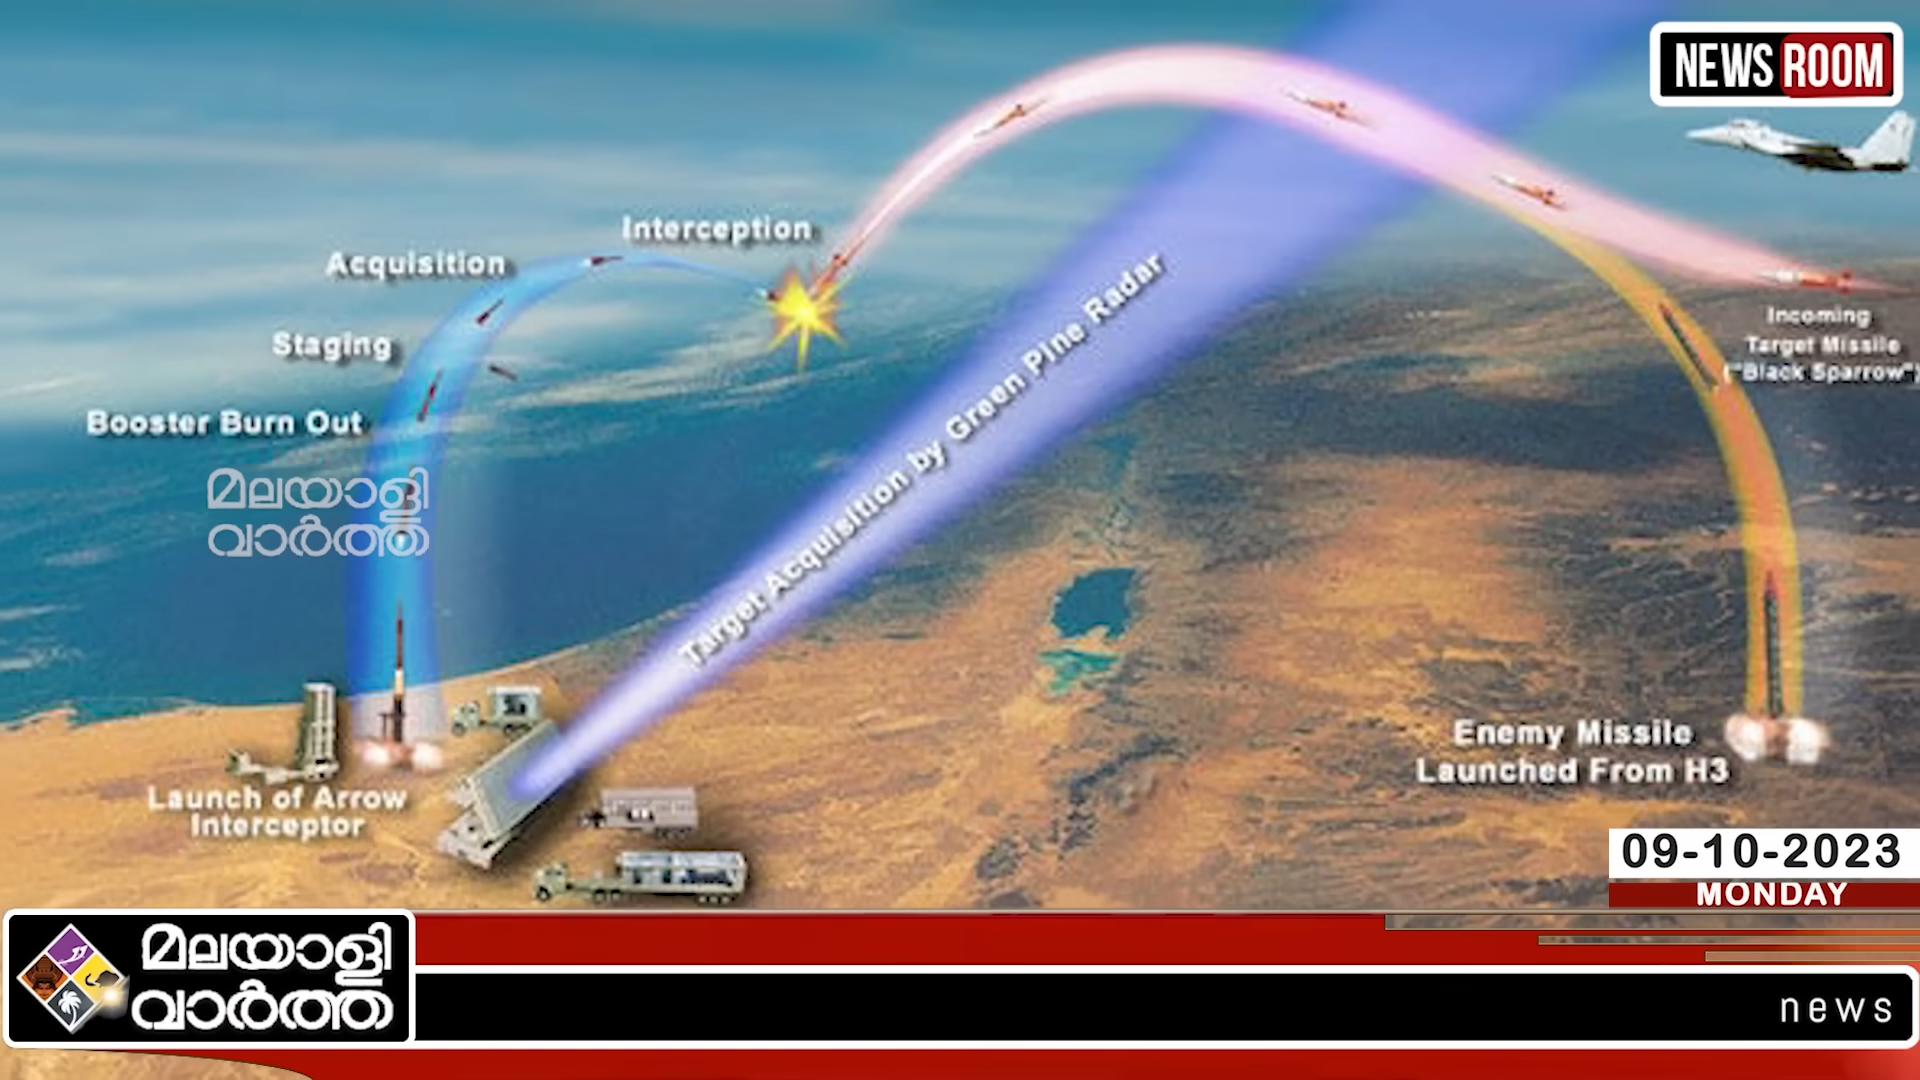 NEWS ROOM
Interception
Acquisition
Staging
Booster Burn Out
മലയാളി
വാർത്ത
Target Acquisition by Green Pine Radar
Incoming
Target Missile
("Black Sparrow")
Enemy Missile
Launched From H3
Launch of Arrow
Interceptor
09-10-2023
MONDAY
മലയാളി
വാർത്ത
news